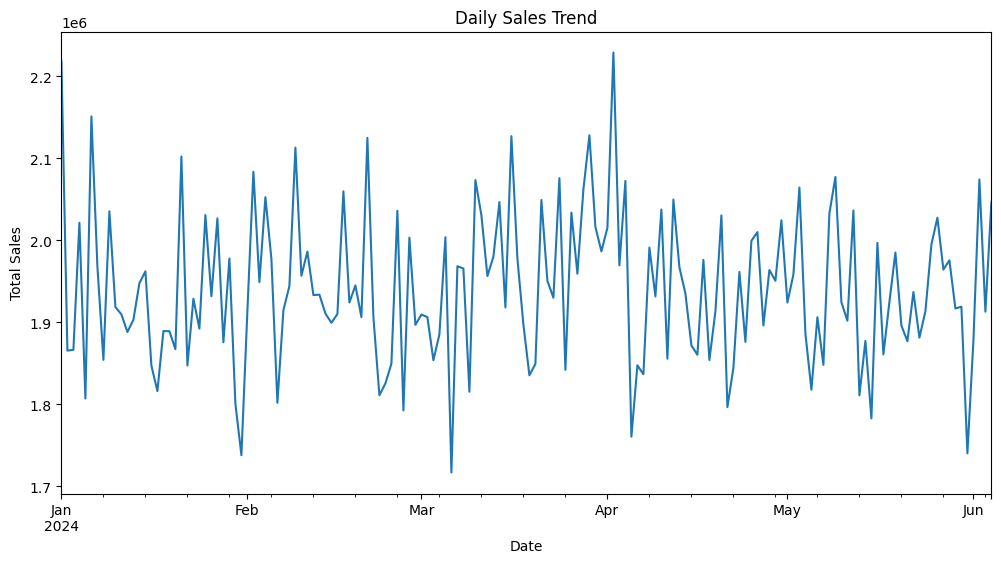 Daily Sales Trend
1e6
2.2
2.1
2.0
1.9
1.8
1.7
Total Sales
Jan Feb Mar Apr May Jun
2024
Date